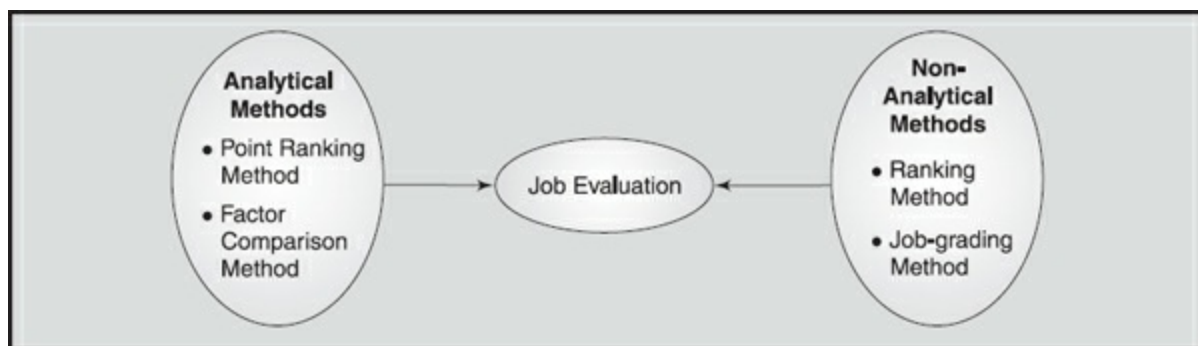 Analytical
Methods
• Point Ranking
Method
• Factor
Comparison
Method
Job Evaluation
Non-
Analytical
Methods
• Ranking
Method
• Job-grading
Method